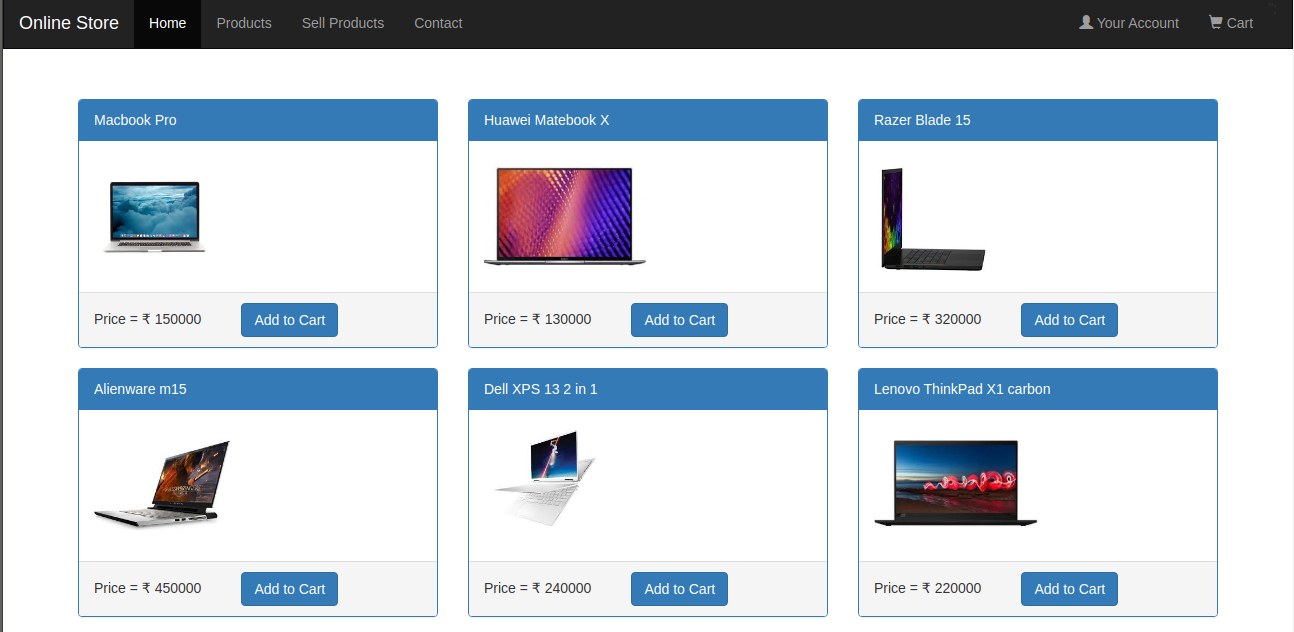 Online Store Home Products Sell Products Contact Your Account Cart
Macbook Pro
Price = ₹ 150000 Add to Cart
Huawei Matebook X
Price = ₹ 130000 Add to Cart
Razer Blade 15
Price = ₹ 320000 Add to Cart
Alienware m15
Price = ₹ 450000 Add to Cart
Dell XPS 13 2 in 1
Price = ₹ 240000 Add to Cart
Lenovo ThinkPad X1 carbon
Price = ₹ 220000 Add to Cart